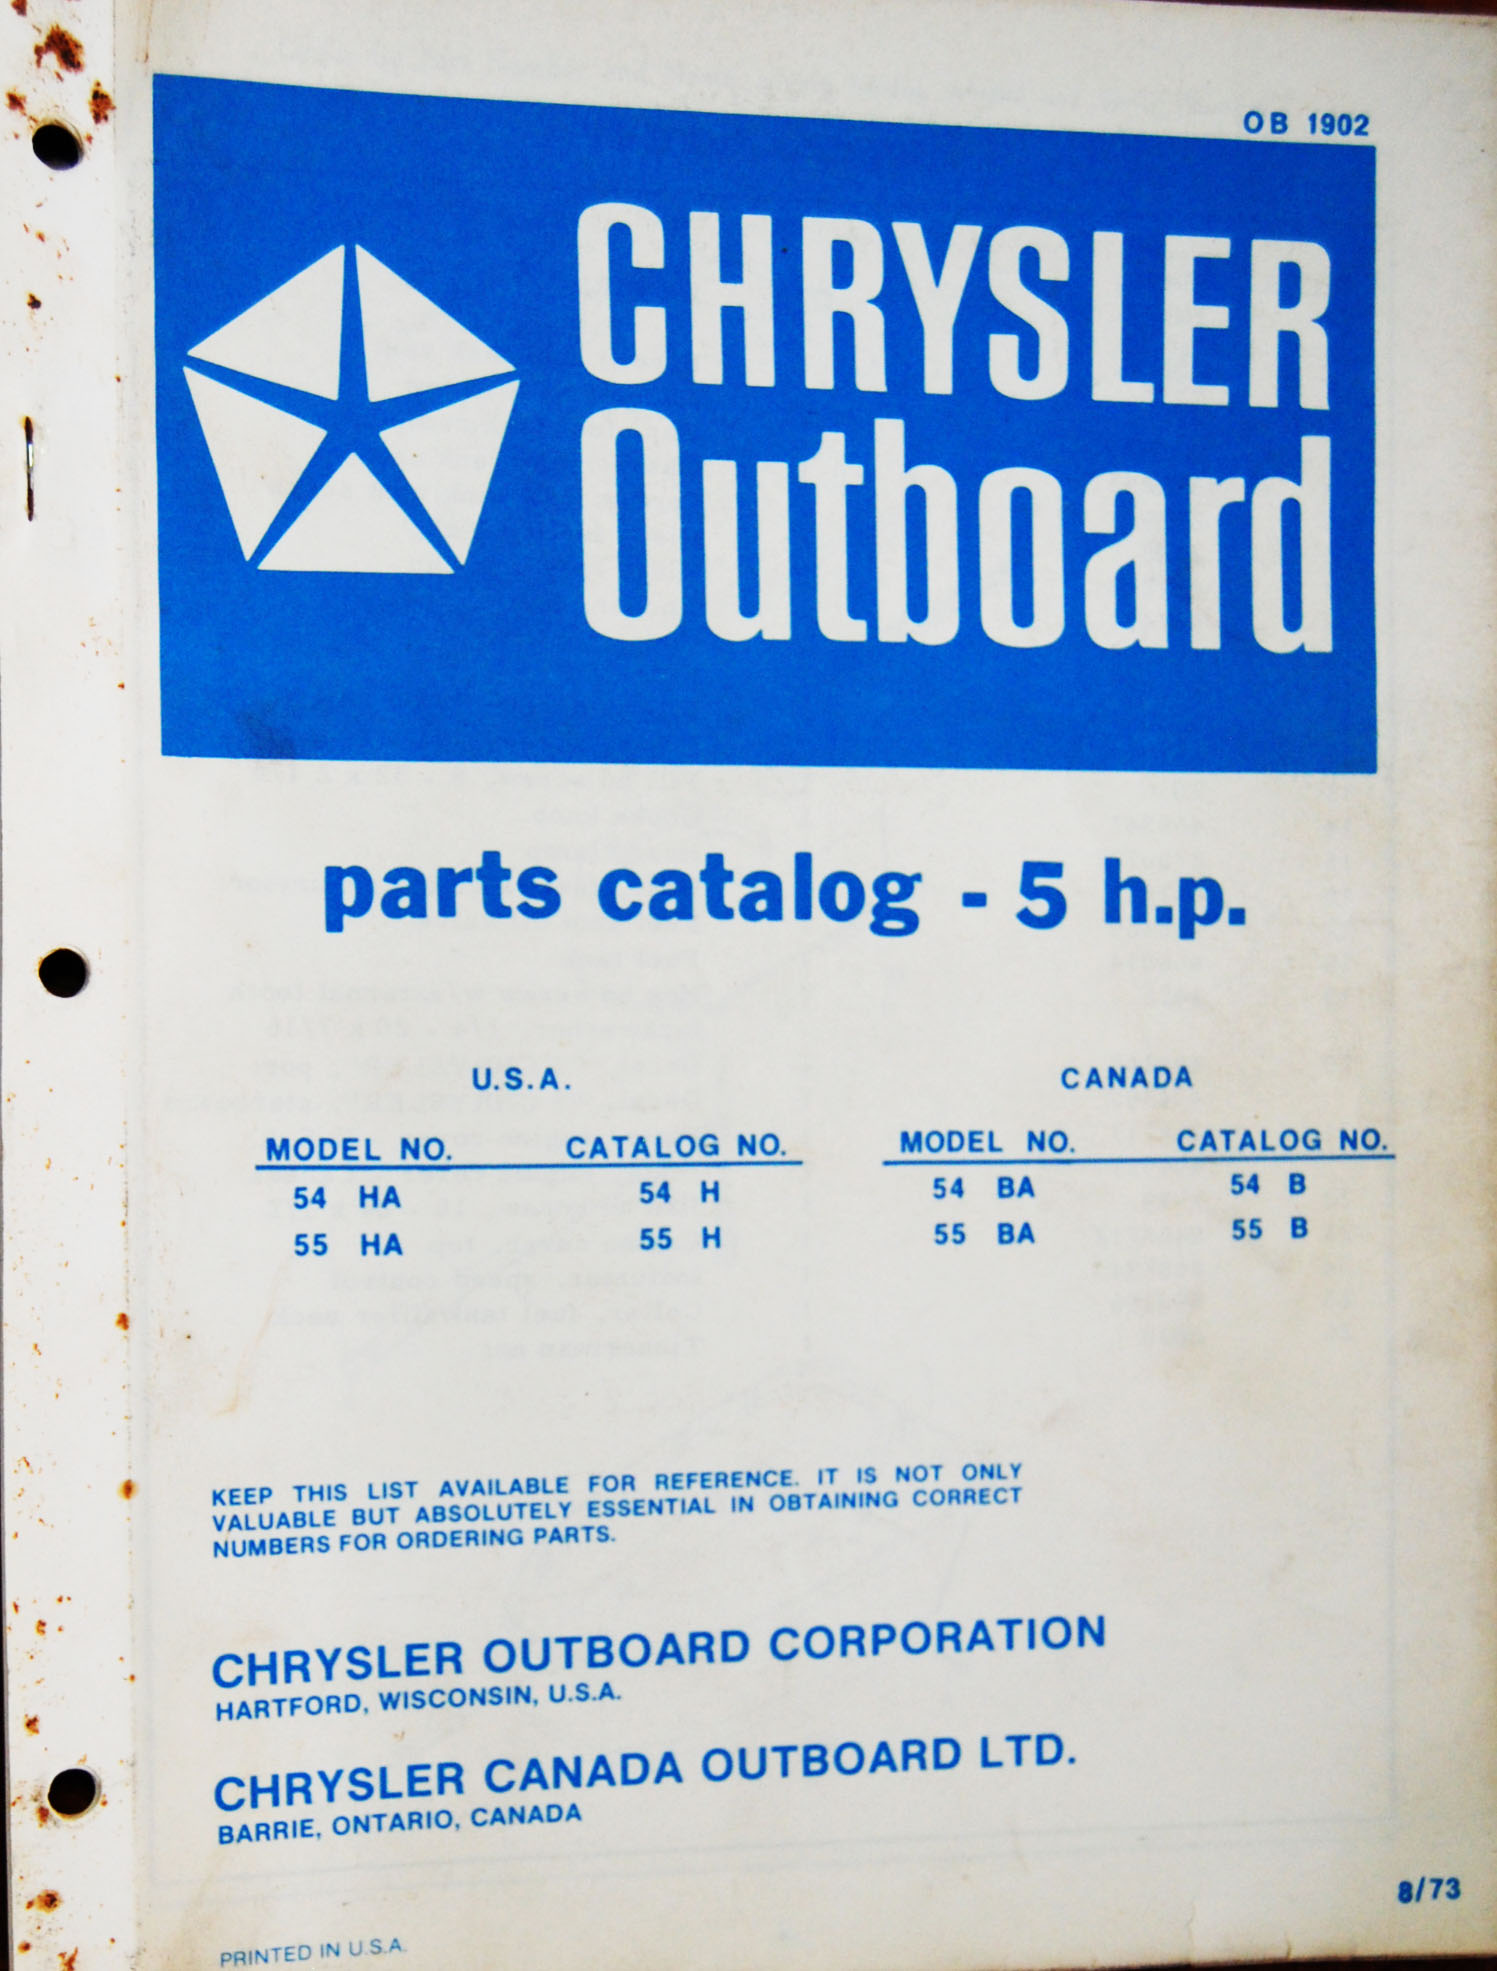 OB 1902
CHRYSLER
Outboard
parts catalog - 5 h.p.
U.S.A. CANADA
MODEL NO. CATALOG NO. MODEL NO. CATALOG NO.
54 HA 54 H 54 BA 54 B
55 HA 55 H 55 BA 55 B
KEEP THIS LIST AVAILABLE FOR REFERENCE. IT IS NOT ONLY
VALUABLE BUT ABSOLUTELY ESSENTIAL IN OBTAINING CORRECT
NUMBERS FOR ORDERING PARTS.
CHRYSLER OUTBOARD CORPORATION
HARTFORD, WISCONSIN, U.S.A.
CHRYSLER CANADA OUTBOARD LTD.
BARRIE, ONTARIO, CANADA
8/73
PRINTED IN U.S.A.